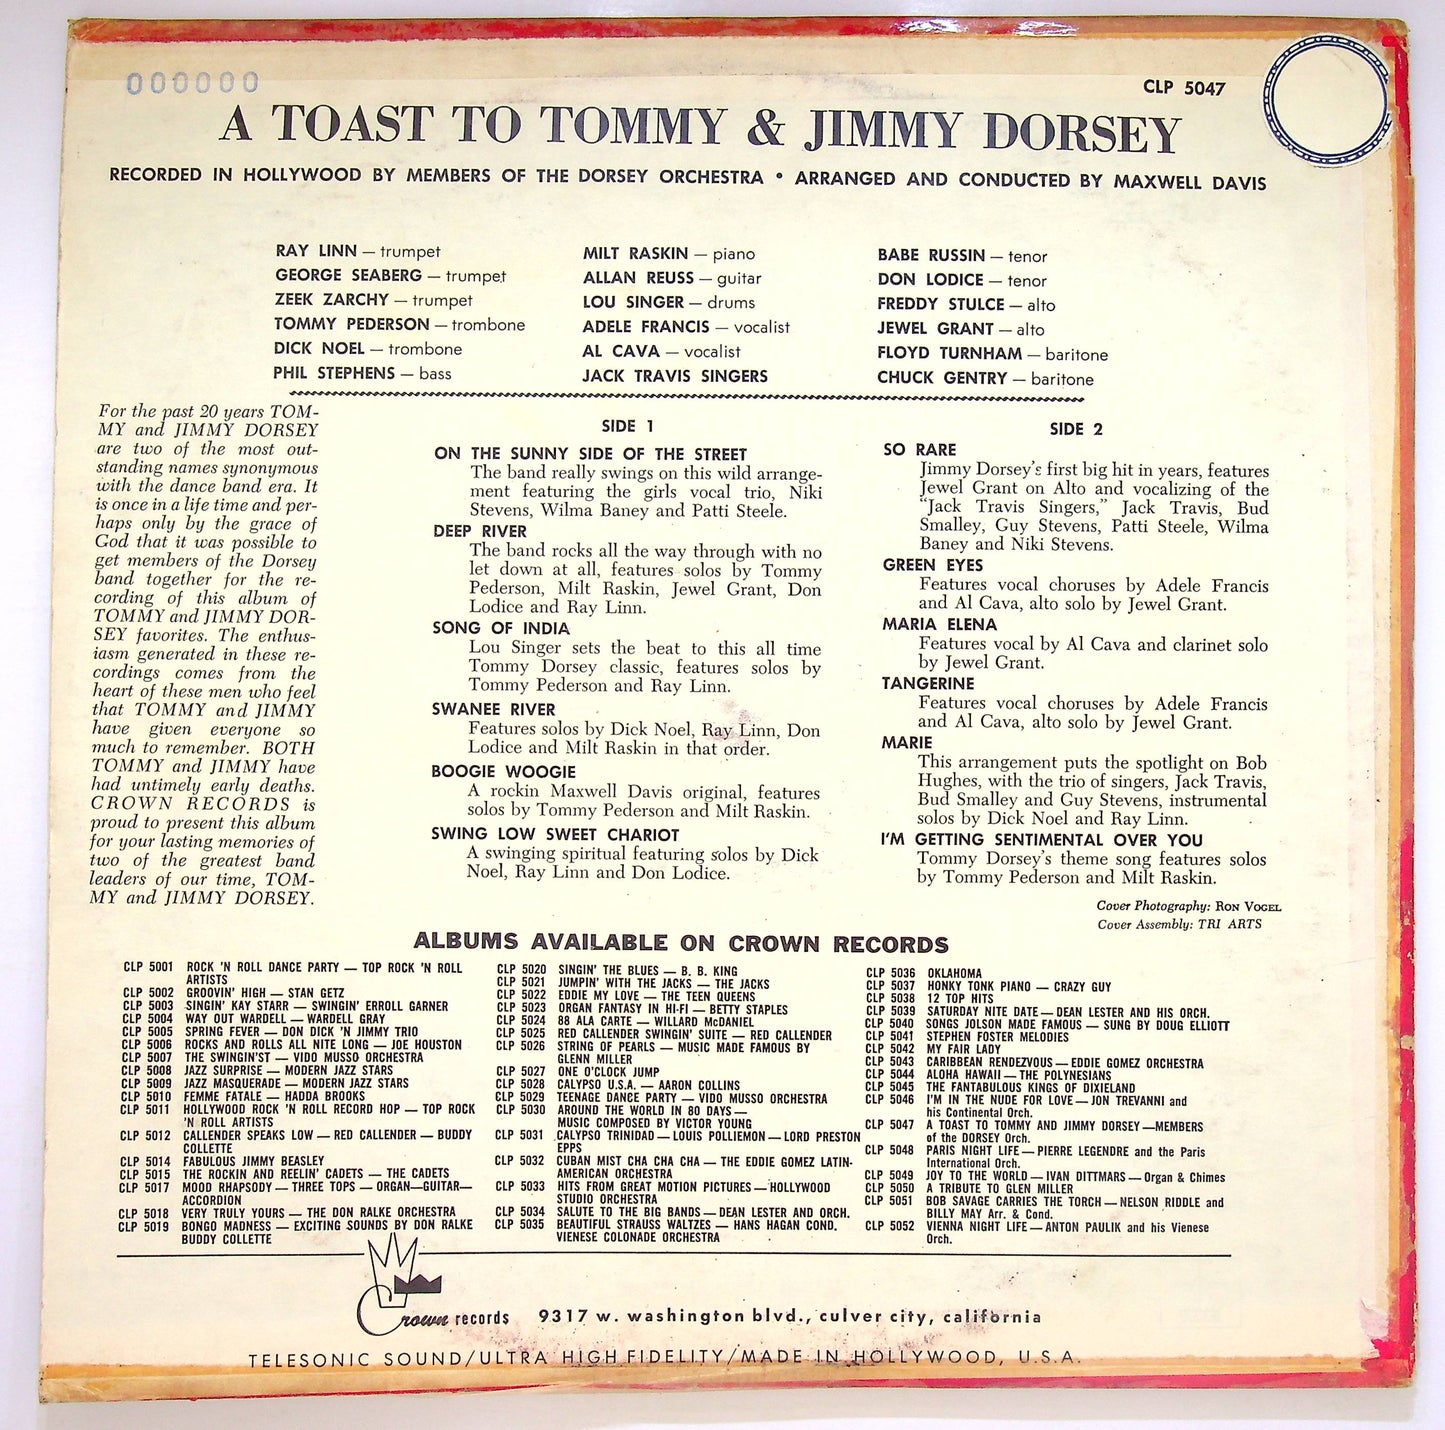 000000
CLP 5047
A TOAST TO TOMMY & JIMMY DORSEY
RECORDED IN HOLLYWOOD BY MEMBERS OF THE DORSEY ORCHESTRA • ARRANGED AND CONDUCTED BY MAXWELL DAVIS
RAY LINN — trumpet
GEORGE SEABERG — trumpet
ZEEK ZARCHY — trumpet
TOMMY PEDERSON — trombone
DICK NOEL — trombone
PHIL STEPHENS — bass
MILT RASKIN — piano
ALLAN REUSS — guitar
LOU SINGER — drums
ADELE FRANCIS — vocalist
AL CAVA — vocalist
JACK TRAVIS SINGERS
BABE RUSSIN — tenor
DON LODICE — tenor
FREDDY STULCE — alto
JEWEL GRANT — alto
FLOYD TURNHAM — baritone
CHUCK GENTRY — baritone
For the past 20 years TOM-
MY and JIMMY DORSEY
are two of the most out-
standing names synonymous
with the dance band era. It
is once in a life time and per-
haps only by the grace of
God that it was possible to
get members of the Dorsey
band together for the re-
cording of this album of
TOMMY and JIMMY DOR-
SEY favorites. The enthus-
iasm generated in these re-
cordings comes from the
heart of these men who feel
that TOMMY and JIMMY
have given everyone so
much to remember. BOTH
TOMMY and JIMMY have
had untimely early deaths.
CROWN RECORDS is
proud to present this album
for your lasting memories of
two of the greatest band
leaders of our time, TOM-
MY and JIMMY DORSEY.
SIDE 1
ON THE SUNNY SIDE OF THE STREET
The band really swings on this wild arrange-
ment featuring the girls vocal trio, Niki
Stevens, Wilma Baney and Patti Steele.
DEEP RIVER
The band rocks all the way through with no
let down at all, features solos by Tommy
Pederson, Milt Raskin, Jewel Grant, Don
Lodice and Ray Linn.
SONG OF INDIA
Lou Singer sets the beat to this all time
Tommy Dorsey classic, features solos by
Tommy Pederson and Ray Linn.
SWANEE RIVER
Features solos by Dick Noel, Ray Linn, Don
Lodice and Milt Raskin in that order.
BOOGIE WOOGIE
A rockin Maxwell Davis original, features
solos by Tommy Pederson and Milt Raskin.
SWING LOW SWEET CHARIOT
A swinging spiritual featuring solos by Dick
Noel, Ray Linn and Don Lodice.
SIDE 2
SO RARE
Jimmy Dorsey's first big hit in years, features
Jewel Grant on Alto and vocalizing of the
"Jack Travis Singers," Jack Travis, Bud
Smalley, Guy Stevens, Patti Steele, Wilma
Baney and Niki Stevens.
GREEN EYES
Features vocal choruses by Adele Francis
and Al Cava, alto solo by Jewel Grant.
MARIA ELENA
Features vocal by Al Cava and clarinet solo
by Jewel Grant.
TANGERINE
Features vocal choruses by Adele Francis
and Al Cava, alto solo by Jewel Grant.
MARIE
This arrangement puts the spotlight on Bob
Hughes, with the trio of singers, Jack Travis,
Bud Smalley and Guy Stevens, instrumental
solos by Dick Noel and Ray Linn.
I'M GETTING SENTIMENTAL OVER YOU
Tommy Dorsey's theme song features solos
by Tommy Pederson and Milt Raskin.
Cover Photography: RON VOGEL
Cover Assembly: TRI ARTS
ALBUMS AVAILABLE ON CROWN RECORDS
CLP 5001 ROCK 'N ROLL DANCE PARTY — TOP ROCK 'N ROLL
ARTISTS
CLP 5002 GROOVIN' HIGH — STAN GETZ
CLP 5003 SINGIN' KAY STARR — SWINGIN' ERROLL GARNER
CLP 5004 WAY OUT WARDELL — WARDELL GRAY
CLP 5005 SPRING FEVER — DON DICK 'N JIMMY TRIO
CLP 5006 ROCKS AND ROLLS ALL NITE LONG — JOE HOUSTON
CLP 5007 THE SWINGIN'ST — VIDO MUSSO ORCHESTRA
CLP 5008 JAZZ SURPRISE — MODERN JAZZ STARS
CLP 5009 JAZZ MASQUERADE — MODERN JAZZ STARS
CLP 5010 FEMME FATALE — HADDA BROOKS
CLP 5011 HOLLYWOOD ROCK 'N ROLL RECORD HOP — TOP ROCK
'N ROLL ARTISTS
CLP 5012 CALLENDER SPEAKS LOW — RED CALLENDER — BUDDY
COLLETTE
CLP 5014 FABULOUS JIMMY BEASLEY
CLP 5015 THE ROCKIN AND REELIN' CADETS — THE CADETS
CLP 5017 MOOD RHAPSODY — THREE TOPS — ORGAN—GUITAR—
ACCORDION
CLP 5018 VERY TRULY YOURS — THE DON RALKE ORCHESTRA
CLP 5019 BONGO MADNESS — EXCITING SOUNDS BY DON RALKE
BUDDY COLLETTE
CLP 5020 SINGIN' THE BLUES — B. B. KING
CLP 5021 JUMPIN' WITH THE JACKS — THE JACKS
CLP 5022 EDDIE MY LOVE — THE TEEN QUEENS
CLP 5023 ORGAN FANTASY IN HI-FI — BETTY STAPLES
CLP 5024 88 ALA CARTE — WILLARD McDANIEL
CLP 5025 RED CALLENDER SWINGIN' SUITE — RED CALLENDER
CLP 5026 STRING OF PEARLS — MUSIC MADE FAMOUS BY
GLENN MILLER
CLP 5027 ONE O'CLOCK JUMP
CLP 5028 CALYPSO U.S.A. — AARON COLLINS
CLP 5029 TEENAGE DANCE PARTY — VIDO MUSSO ORCHESTRA
CLP 5030 AROUND THE WORLD IN 80 DAYS —
MUSIC COMPOSED BY VICTOR YOUNG
CLP 5031 CALYPSO TRINIDAD — LOUIS POLLIEMON — LORD PRESTON
EPPS
CLP 5032 CUBAN MIST CHA CHA CHA — THE EDDIE GOMEZ LATIN-
AMERICAN ORCHESTRA
CLP 5033 HITS FROM GREAT MOTION PICTURES — HOLLYWOOD
STUDIO ORCHESTRA
CLP 5034 SALUTE TO THE BIG BANDS — DEAN LESTER AND ORCH.
CLP 5035 BEAUTIFUL STRAUSS WALTZES — HANS HAGAN COND.
VIENESE COLONADE ORCHESTRA
CLP 5036 OKLAHOMA
CLP 5037 HONKY TONK PIANO — CRAZY GUY
CLP 5038 12 TOP HITS
CLP 5039 SATURDAY NITE DATE — DEAN LESTER AND HIS ORCH.
CLP 5040 SONGS JOLSON MADE FAMOUS — SUNG BY DOUG ELLIOTT
CLP 5041 STEPHEN FOSTER MELODIES
CLP 5042 MY FAIR LADY
CLP 5043 CARIBBEAN RENDEZVOUS — EDDIE GOMEZ ORCHESTRA
CLP 5044 ALOHA HAWAII — THE POLYNESIANS
CLP 5045 THE FANTABULOUS KINGS OF DIXIELAND
CLP 5046 I'M IN THE NUDE FOR LOVE — JON TREVANNI and
his Continental Orch.
CLP 5047 A TOAST TO TOMMY AND JIMMY DORSEY — MEMBERS
of the DORSEY Orch.
CLP 5048 PARIS NIGHT LIFE — PIERRE LEGENDRE and the Paris
International Orch.
CLP 5049 JOY TO THE WORLD — IVAN DITTMARS — Organ & Chimes
CLP 5050 A TRIBUTE TO GLEN MILLER
CLP 5051 BOB SAVAGE CARRIES THE TORCH — NELSON RIDDLE and
BILLY MAY Arr. & Cond.
CLP 5052 VIENNA NIGHT LIFE — ANTON PAULIK and his Vienese
Orch.
Crown records 9317 w. washington blvd., culver city, california
TELESONIC SOUND/ULTRA HIGH FIDELITY/MADE IN HOLLYWOOD, U.S.A.